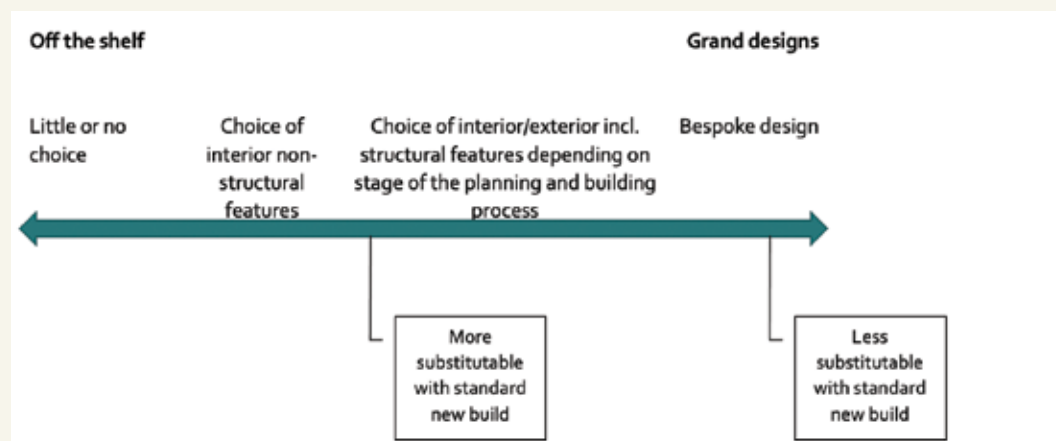 Off the shelf
Grand designs
Little or no
choice
Choice of
interior non-
structural
features
Choice of interior/exterior incl.
structural features depending on
stage of the planning and building
process
Bespoke design
More
substitutable
with standard
new build
Less
substitutable
with standard
new build